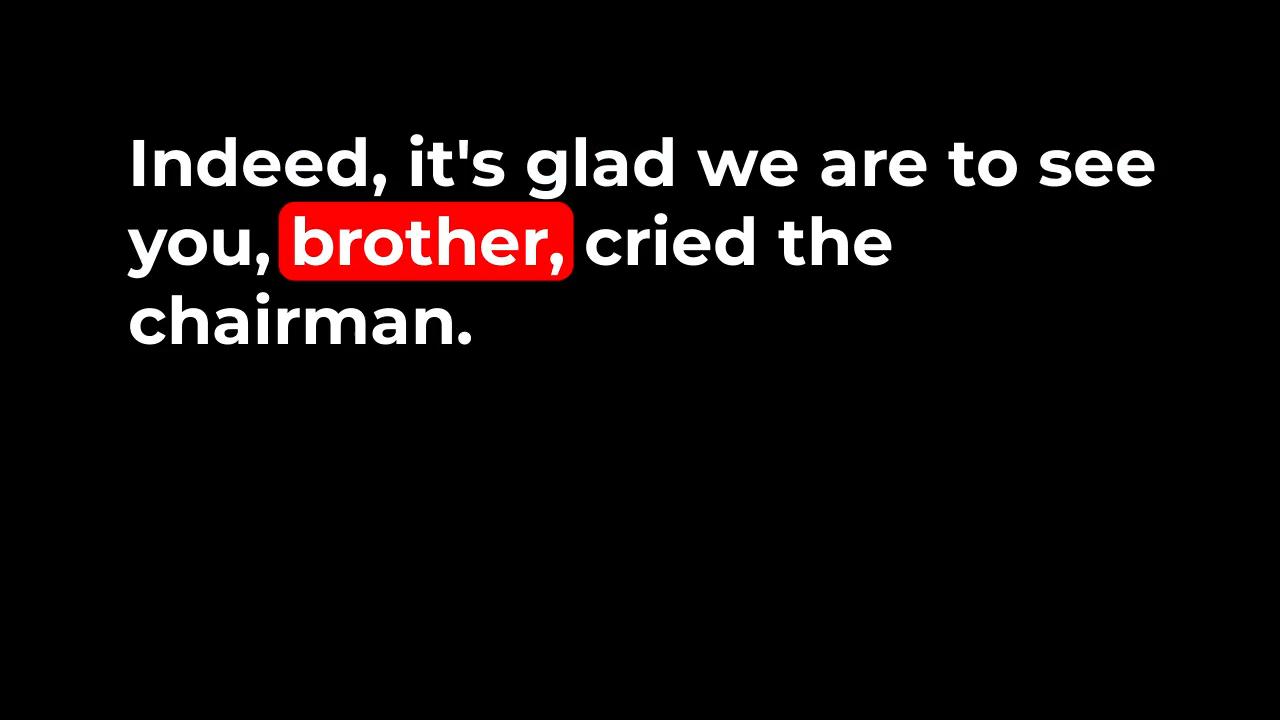 Indeed, it's glad we are to see
you, brother, cried the
chairman.